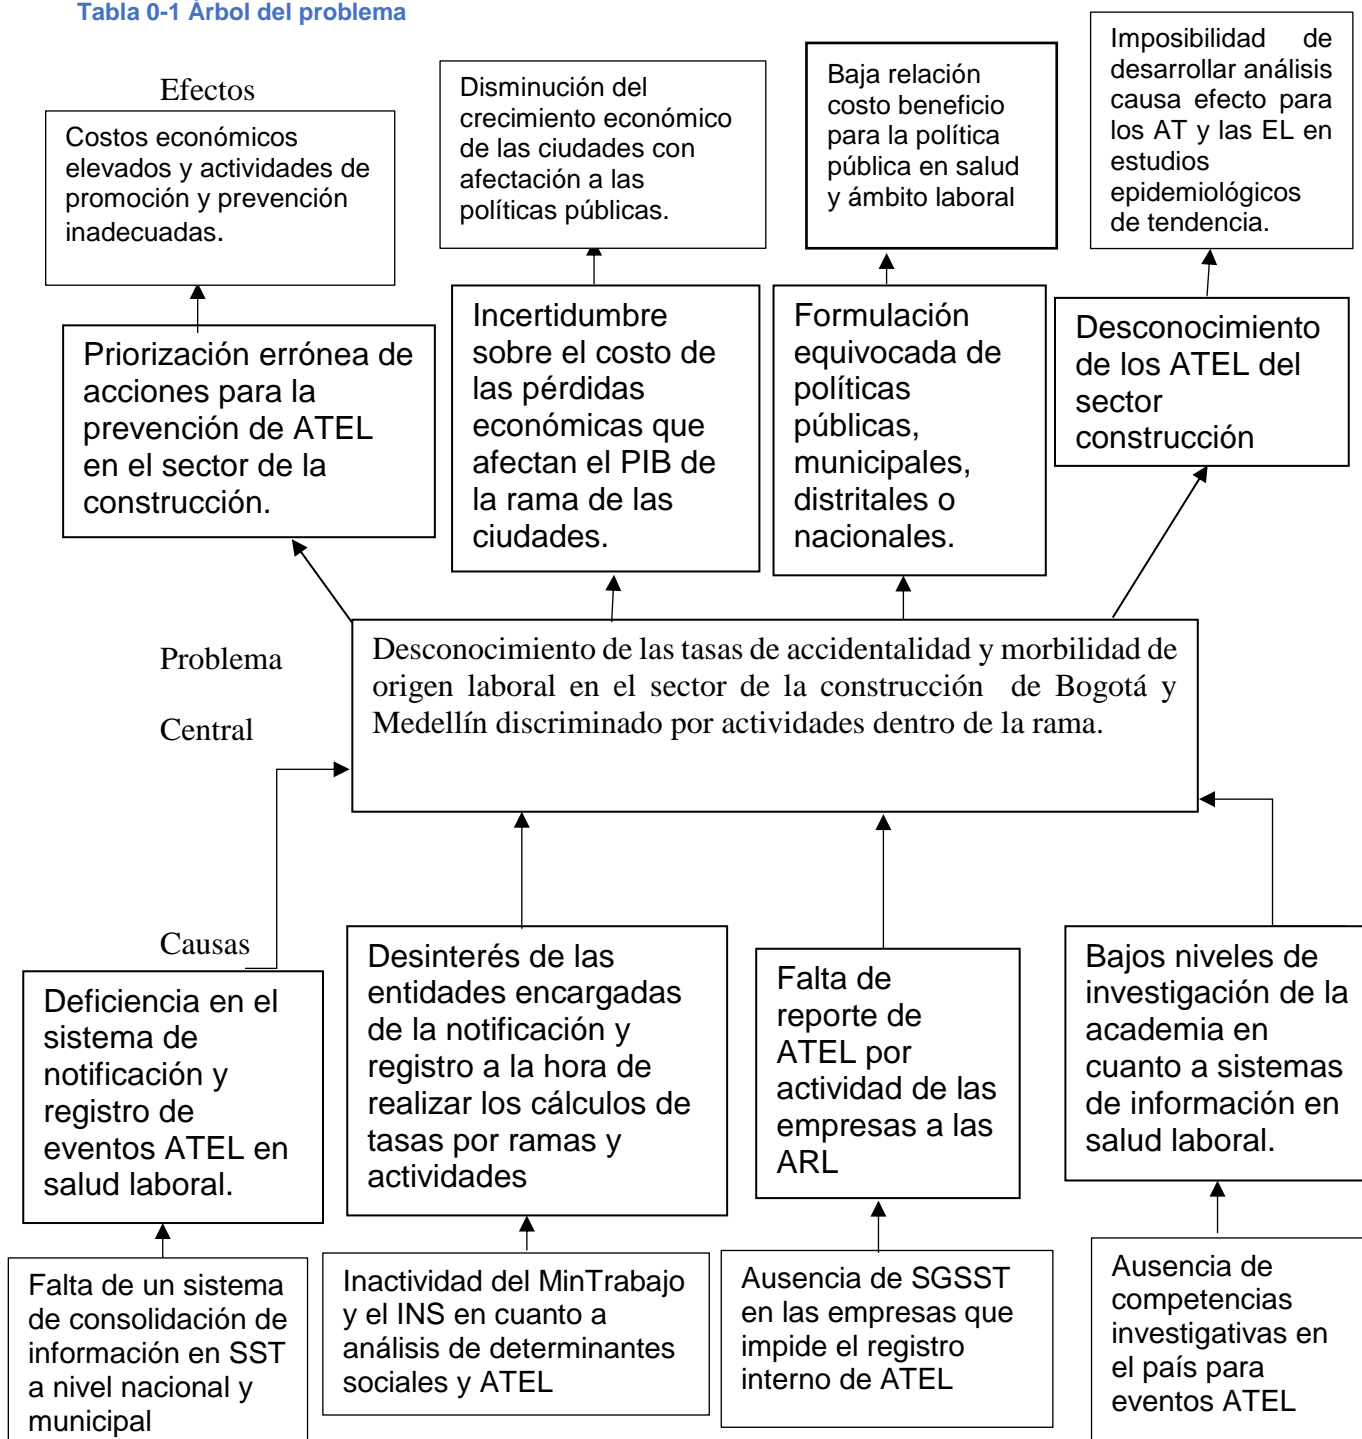 Tabla 0-1 Árbol del problema
Efectos
Costos económicos
elevados y actividades de
promoción y prevención
inadecuadas.
Disminución del
crecimiento económico
de las ciudades con
afectación a las
políticas públicas.
Baja relación
costo beneficio
para la política
pública en salud
y ámbito laboral
Imposibilidad de
desarrollar análisis
causa efecto para
los AT y las EL en
estudios
epidemiológicos
de tendencia.
Priorización errónea de
acciones para la
prevención de ATEL
en el sector de la
construcción.
Incertidumbre
sobre el costo de
las pérdidas
económicas que
afectan el PIB de
la rama de las
ciudades.
Formulación
equivocada de
políticas
públicas,
municipales,
distritales o
nacionales.
Desconocimiento
de los ATEL del
sector
construcción
Problema
Central
Desconocimiento de las tasas de accidentalidad y morbilidad de
origen laboral en el sector de la construcción de Bogotá y
Medellín discriminado por actividades dentro de la rama.
Causas
Deficiencia en el
sistema de
notificación y
registro de
eventos ATEL en
salud laboral.
Desinterés de las
entidades encargadas
de la notificación y
registro a la hora de
realizar los cálculos de
tasas por ramas y
actividades
Falta de
reporte de
ATEL por
actividad de las
empresas a las
ARL
Bajos niveles de
investigación de la
academia en
cuanto a sistemas
de información en
salud laboral.
Falta de un sistema
de consolidación de
información en SST
a nivel nacional y
municipal
Inactividad del MinTrabajo
y el INS en cuanto a
análisis de determinantes
sociales y ATEL
Ausencia de SGSST
en las empresas que
impide el registro
interno de ATEL
Ausencia de
competencias
investigativas en
el país para
eventos ATEL